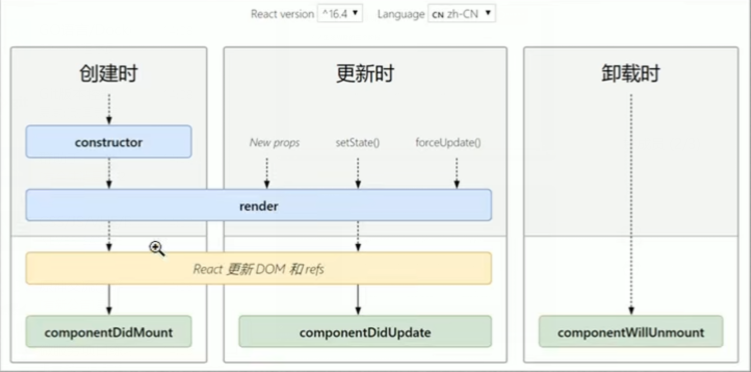 React version ^16.4 Language CN zh-CN
创建时 更新时 卸载时
constructor
New props setState() forceUpdate()
render
React 更新 DOM 和 refs
componentDidMount componentDidUpdate componentWillUnmount